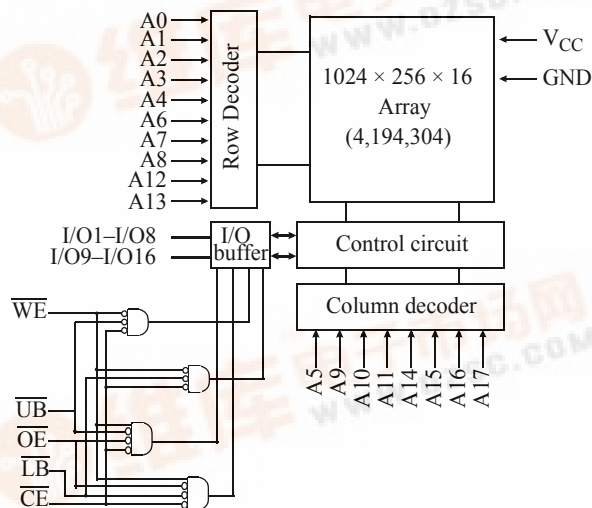 A0
A1
A2
A3
A4
A6
A7
A8
A12
A13
Row Decoder
1024 × 256 × 16
Array
(4,194,304)
VCC
GND
I/O1–I/O8
I/O9–I/O16
I/O
buffer
Control circuit
Column decoder
A5
A9
A10
A11
A14
A15
A16
A17
WE
UB
OE
LB
CE